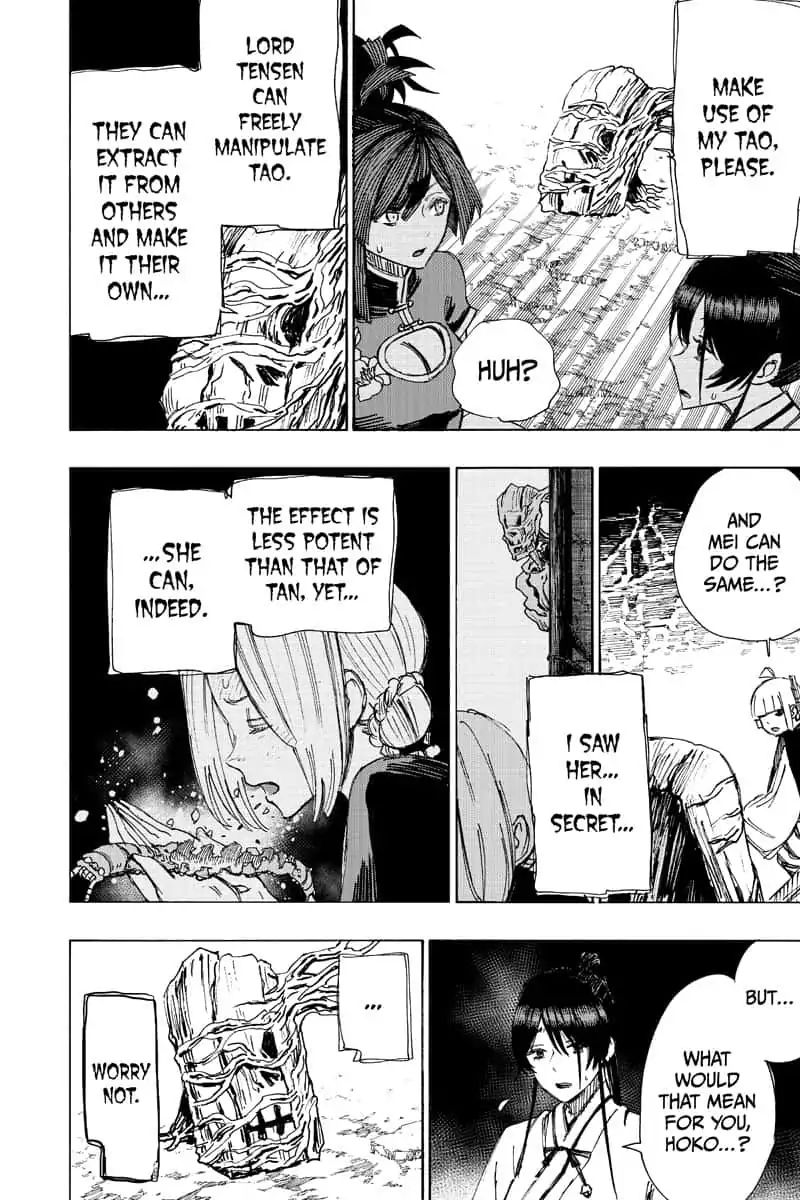 MAKE
USE OF
MY TAO,
PLEASE.
HUH?
LORD
TENSEN
CAN
FREELY
MANIPULATE
TAO.
THEY CAN
EXTRACT
IT FROM
OTHERS
AND MAKE
IT THEIR
OWN...
AND
MEI CAN
DO THE
SAME...?
I SAW
HER...
IN
SECRET...
THE EFFECT IS
LESS POTENT
THAN THAT OF
TAN, YET...
...SHE
CAN,
INDEED.
BUT...
WHAT
WOULD
THAT MEAN
FOR YOU,
HOKO...?
...
WORRY
NOT.